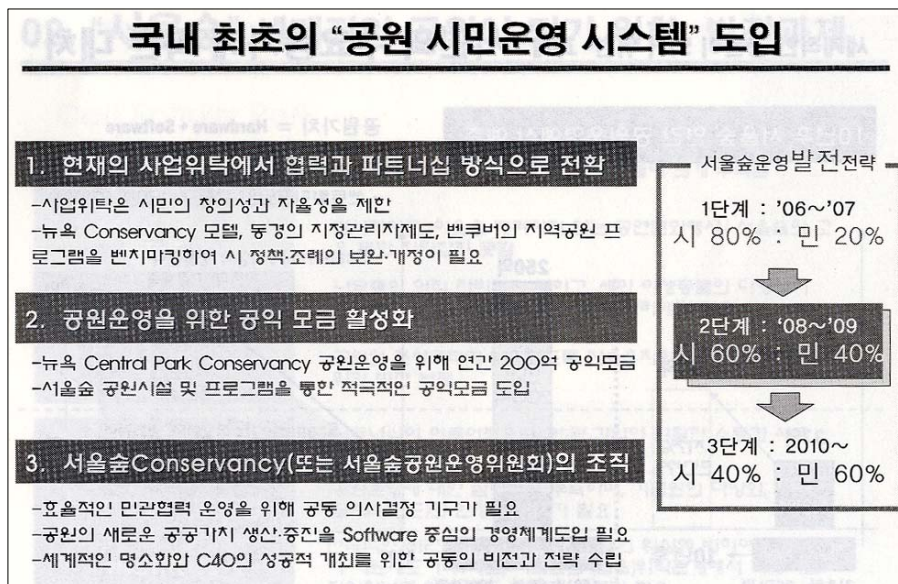 국내 최초의 “공원 시민운영 시스템” 도입
1. 현재의 사업위탁에서 협력과 파트너십 방식으로 전환
-사업위탁은 시민의 창의성과 자율성을 제한
-뉴욕 Conservancy 모델, 동경의 지정관리자제도, 벤쿠버의 지역공원 프
로그램을 벤치마킹하여 시 정책·조례의 보완·개정이 필요
2. 공원운영을 위한 공익 모금 활성화
-뉴욕 Central Park Conservancy 공원운영을 위해 연간 200억 공익모금
-서울숲 공원시설 및 프로그램을 통한 적극적인 공익모금 도입
3. 서울숲Conservancy(또는 서울숲공원운영위원회)의 조직
-효율적인 민관협력 운영을 위해 공동 의사결정 기구가 필요
-공원의 새로운 공공가치 생산·증진을 Software 중심의 경영체계도입 필요
-세계적인 명소화와 C40의 성공적 개최를 위한 공동의 비전과 전략 수립
서울숲운영발전전략
1단계 : '06~'07
시 80% : 민 20%
2단계 : '08~'09
시 60% : 민 40%
3단계 : 2010~
시 40% : 민 60%